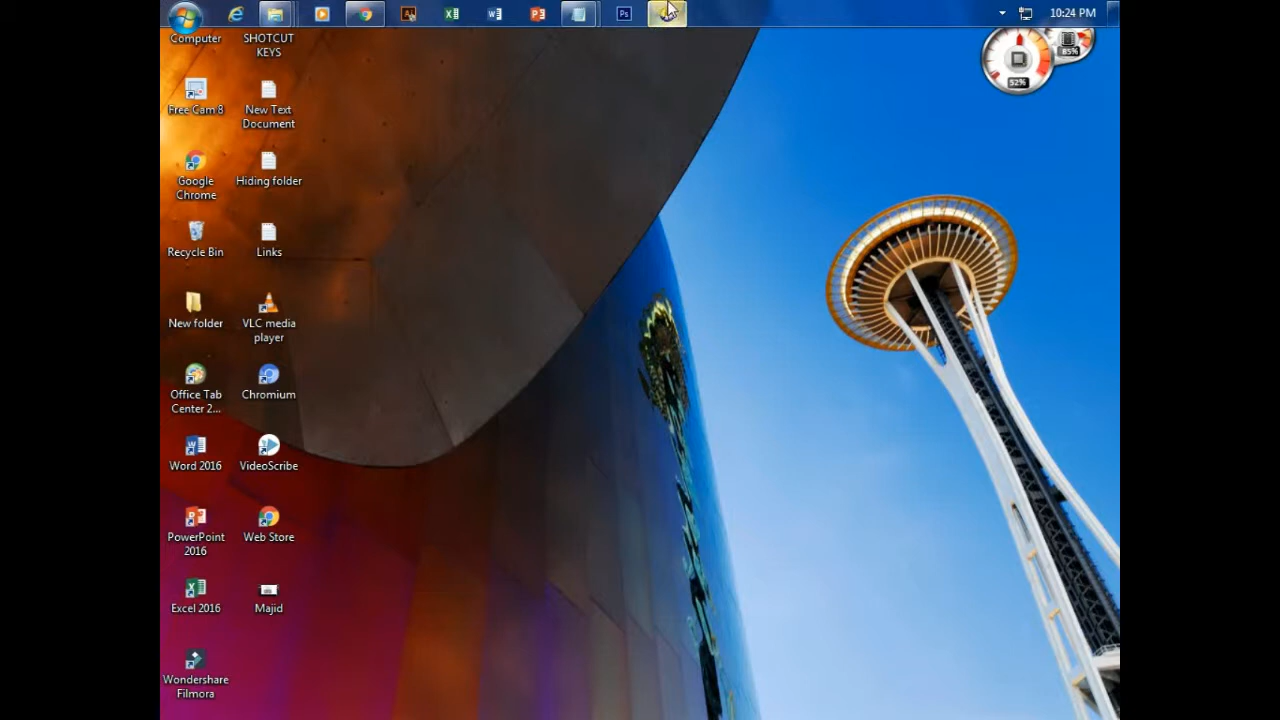 10:24 PM
Computer
SHOTCUT
KEYS
85%
52%
Free Cam 8
New Text
Document
Google
Chrome
Hiding folder
Recycle Bin
Links
New folder
VLC media
player
Office Tab
Center 2...
Chromium
Word 2016
VideoScribe
PowerPoint
2016
Web Store
Excel 2016
Majid
Wondershare
Filmora